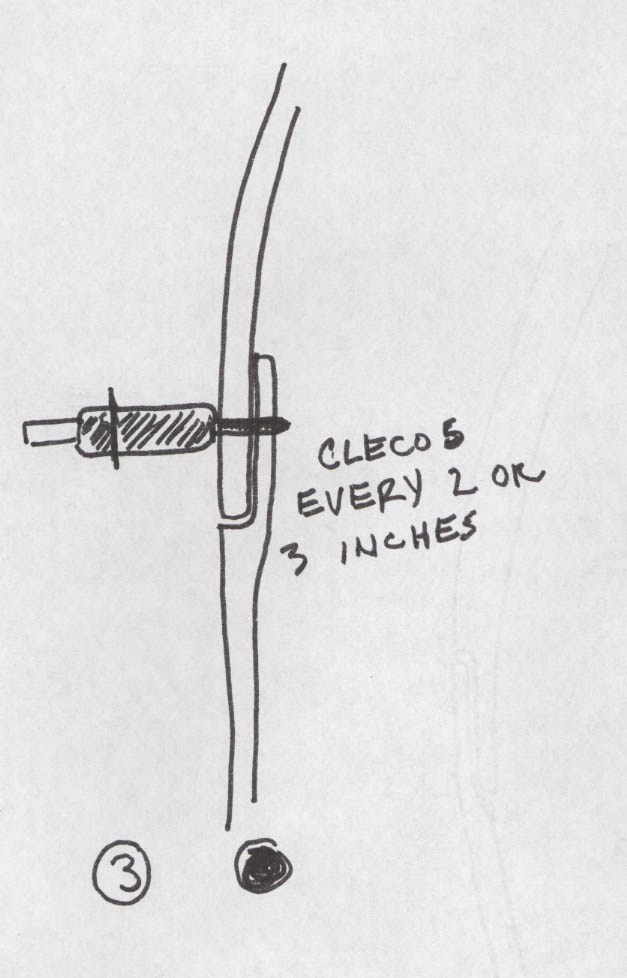 CLECOS
EVERY 2 OR
3 INCHES
3